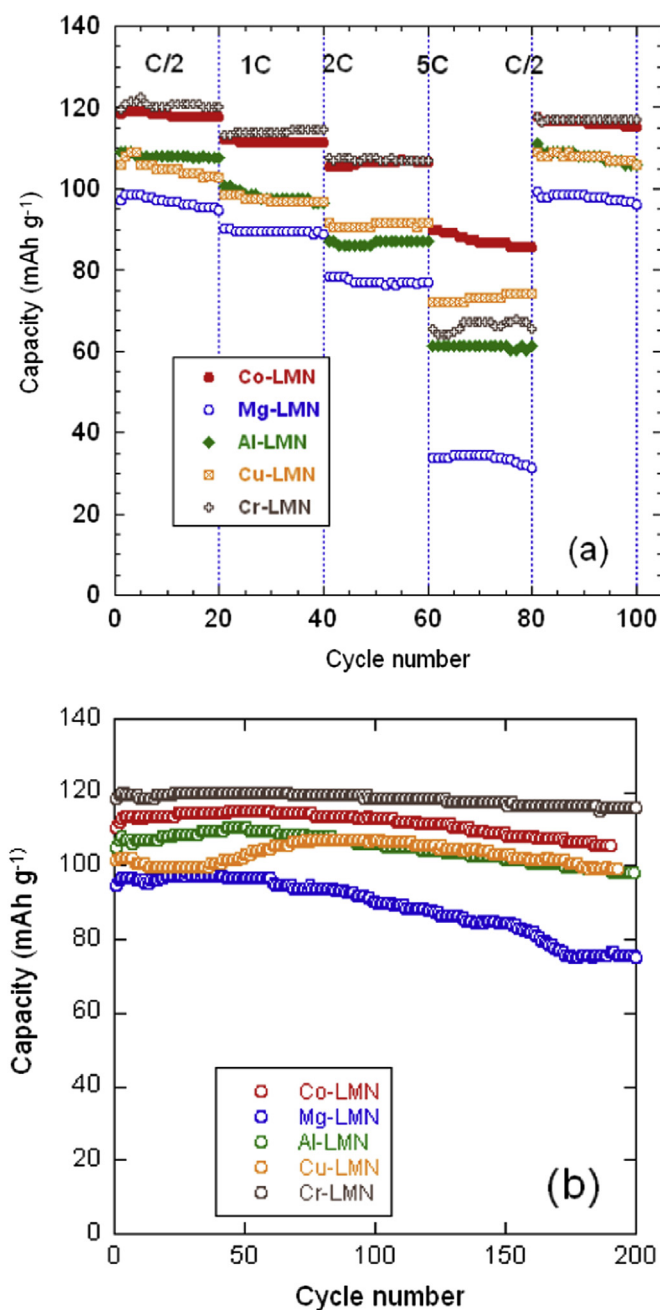 140
120
100
80
60
40
20
0
Capacity (mAh g⁻¹)
C/2 1C 2C 5C C/2
Co-LMN
Mg-LMN
Al-LMN
Cu-LMN
Cr-LMN
(a)
0 20 40 60 80 100
Cycle number
140
120
100
80
60
40
20
0
Capacity (mAh g⁻¹)
Co-LMN
Mg-LMN
Al-LMN
Cu-LMN
Cr-LMN
(b)
0 50 100 150 200
Cycle number